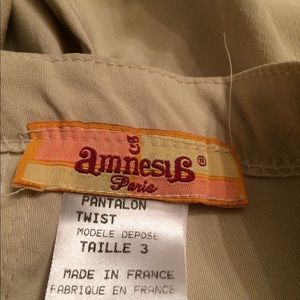 amnesia ®
Paris
PANTALON
TWIST
MODELE DEPOSE
TAILLE 3
MADE IN FRANCE
FABRIQUE EN FRANCE